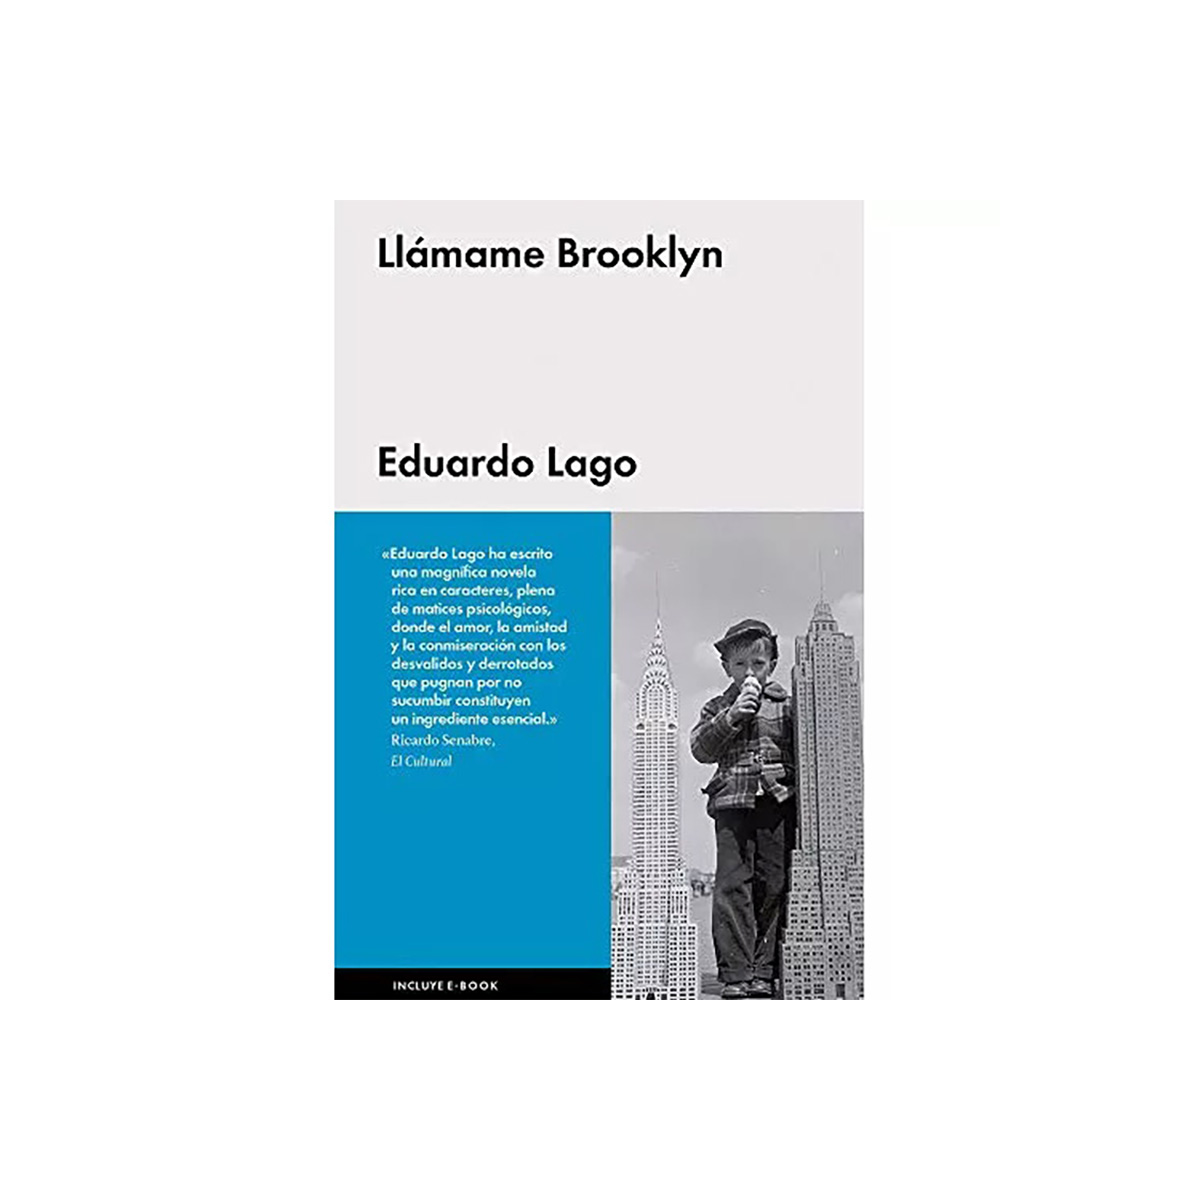 Llámame Brooklyn
Eduardo Lago
«Eduardo Lago ha escrito
una magnífica novela
rica en caracteres, plena
de matices psicológicos,
donde el amor, la amistad
y la conmiseración con los
desvalidos y derrotados
que pugnan por no
sucumbir constituyen
un ingrediente esencial.»
Ricardo Senabre,
El Cultural
INCLUYE E-BOOK